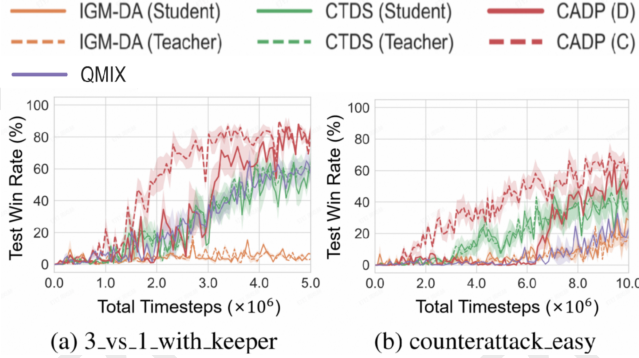 IGM-DA (Student) CTDS (Student) CADP (D)
IGM-DA (Teacher) CTDS (Teacher) CADP (C)
QMIX
Test Win Rate (%)
100
80
60
40
20
0
0.0 1.0 2.0 3.0 4.0 5.0
Total Timesteps (×10⁶)
(a) 3_vs_1_with_keeper
Test Win Rate (%)
100
80
60
40
20
0
0.0 2.0 4.0 6.0 8.0 10.0
Total Timesteps (×10⁶)
(b) counterattack_easy